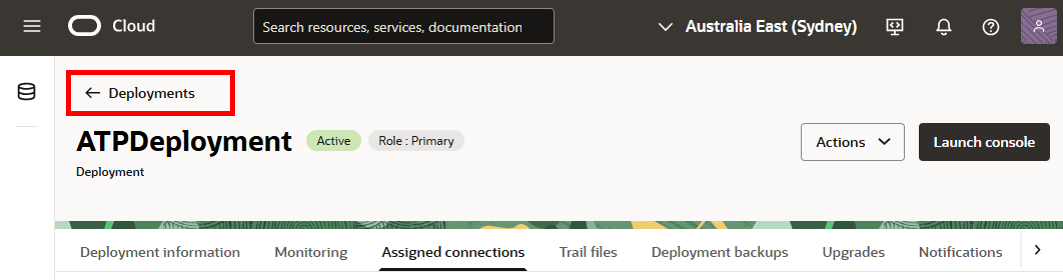 Cloud
Search resources, services, documentation
Australia East (Sydney)
Deployments
ATPDeployment
Active
Role : Primary
Deployment
Actions
Launch console
Deployment information
Monitoring
Assigned connections
Trail files
Deployment backups
Upgrades
Notifications